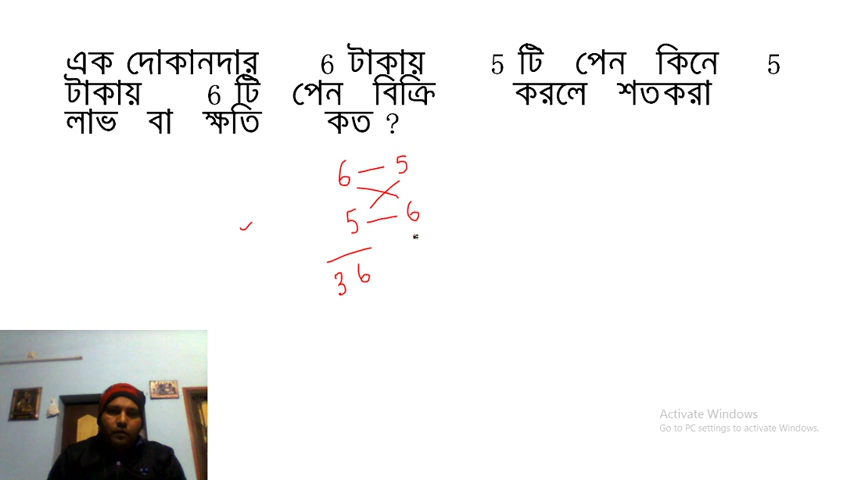 এক দোকানদার 6 টাকায় 5 টি পেন কিনে 5
টাকায় 6 টি পেন বিক্রি করলে শতকরা
লাভ বা ক্ষতি কত ?
6 — 5
5 — 6
36
Activate Windows
Go to PC settings to activate Windows.